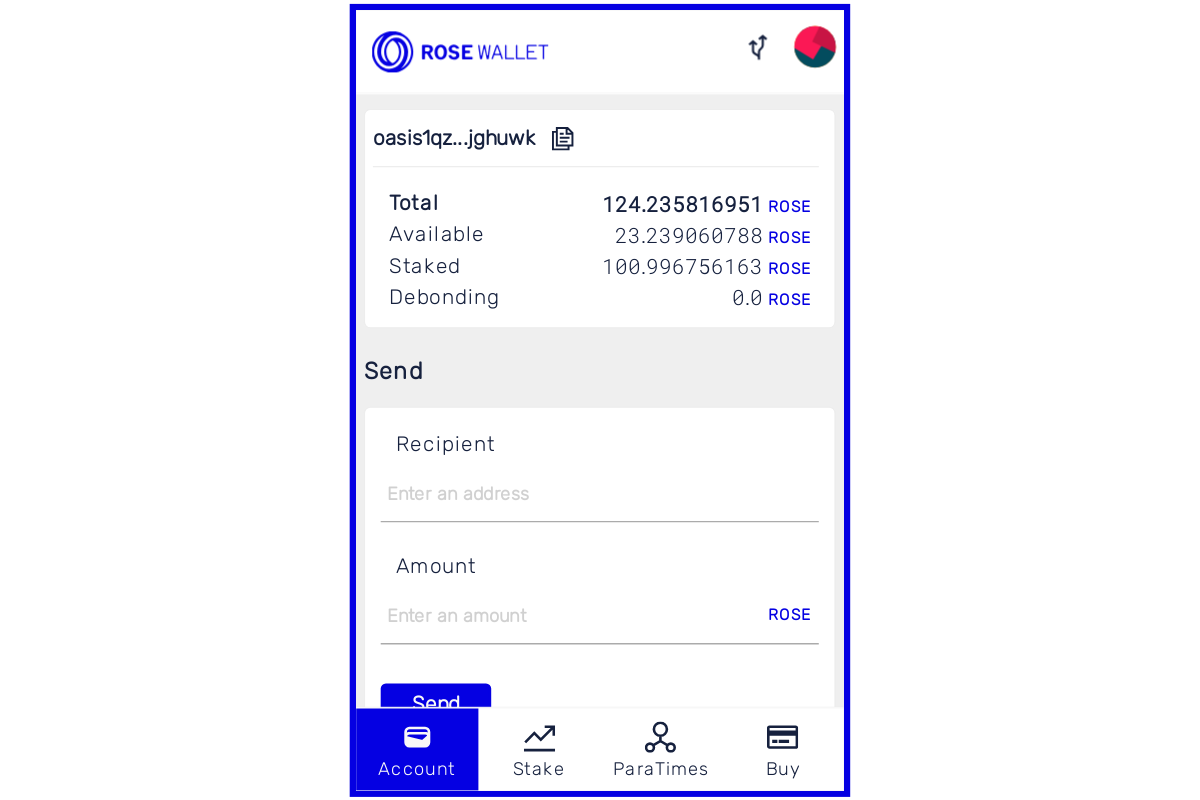 ROSE WALLET
oasis1qz...jghuwk
Total 124.235816951 ROSE
Available 23.239060788 ROSE
Staked 100.996756163 ROSE
Debonding 0.0 ROSE
Send
Recipient
Enter an address
Amount
Enter an amount ROSE
Send
Account Stake ParaTimes Buy